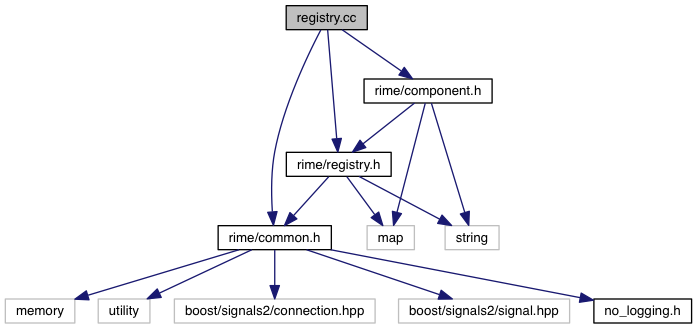 registry.cc
rime/component.h
rime/registry.h
rime/common.h
map
string
memory
utility
boost/signals2/connection.hpp
boost/signals2/signal.hpp
no_logging.h